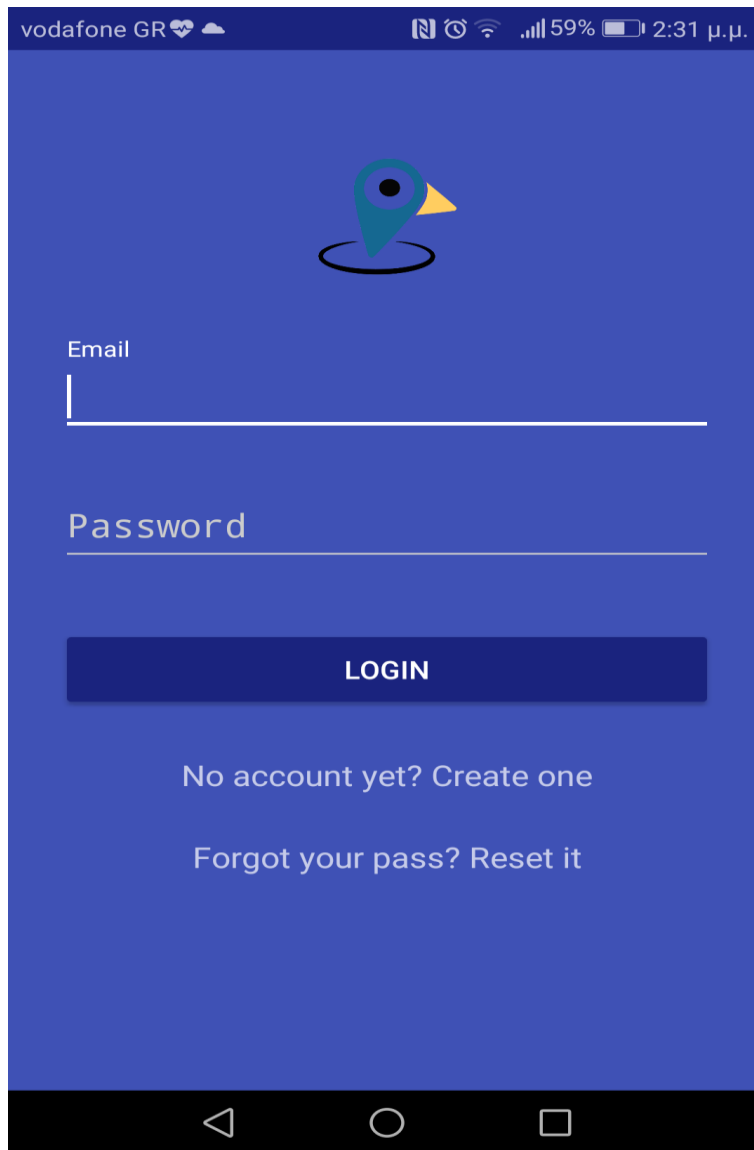 vodafone GR 59% 2:31 μ.μ.
Email
Password
LOGIN
No account yet? Create one
Forgot your pass? Reset it